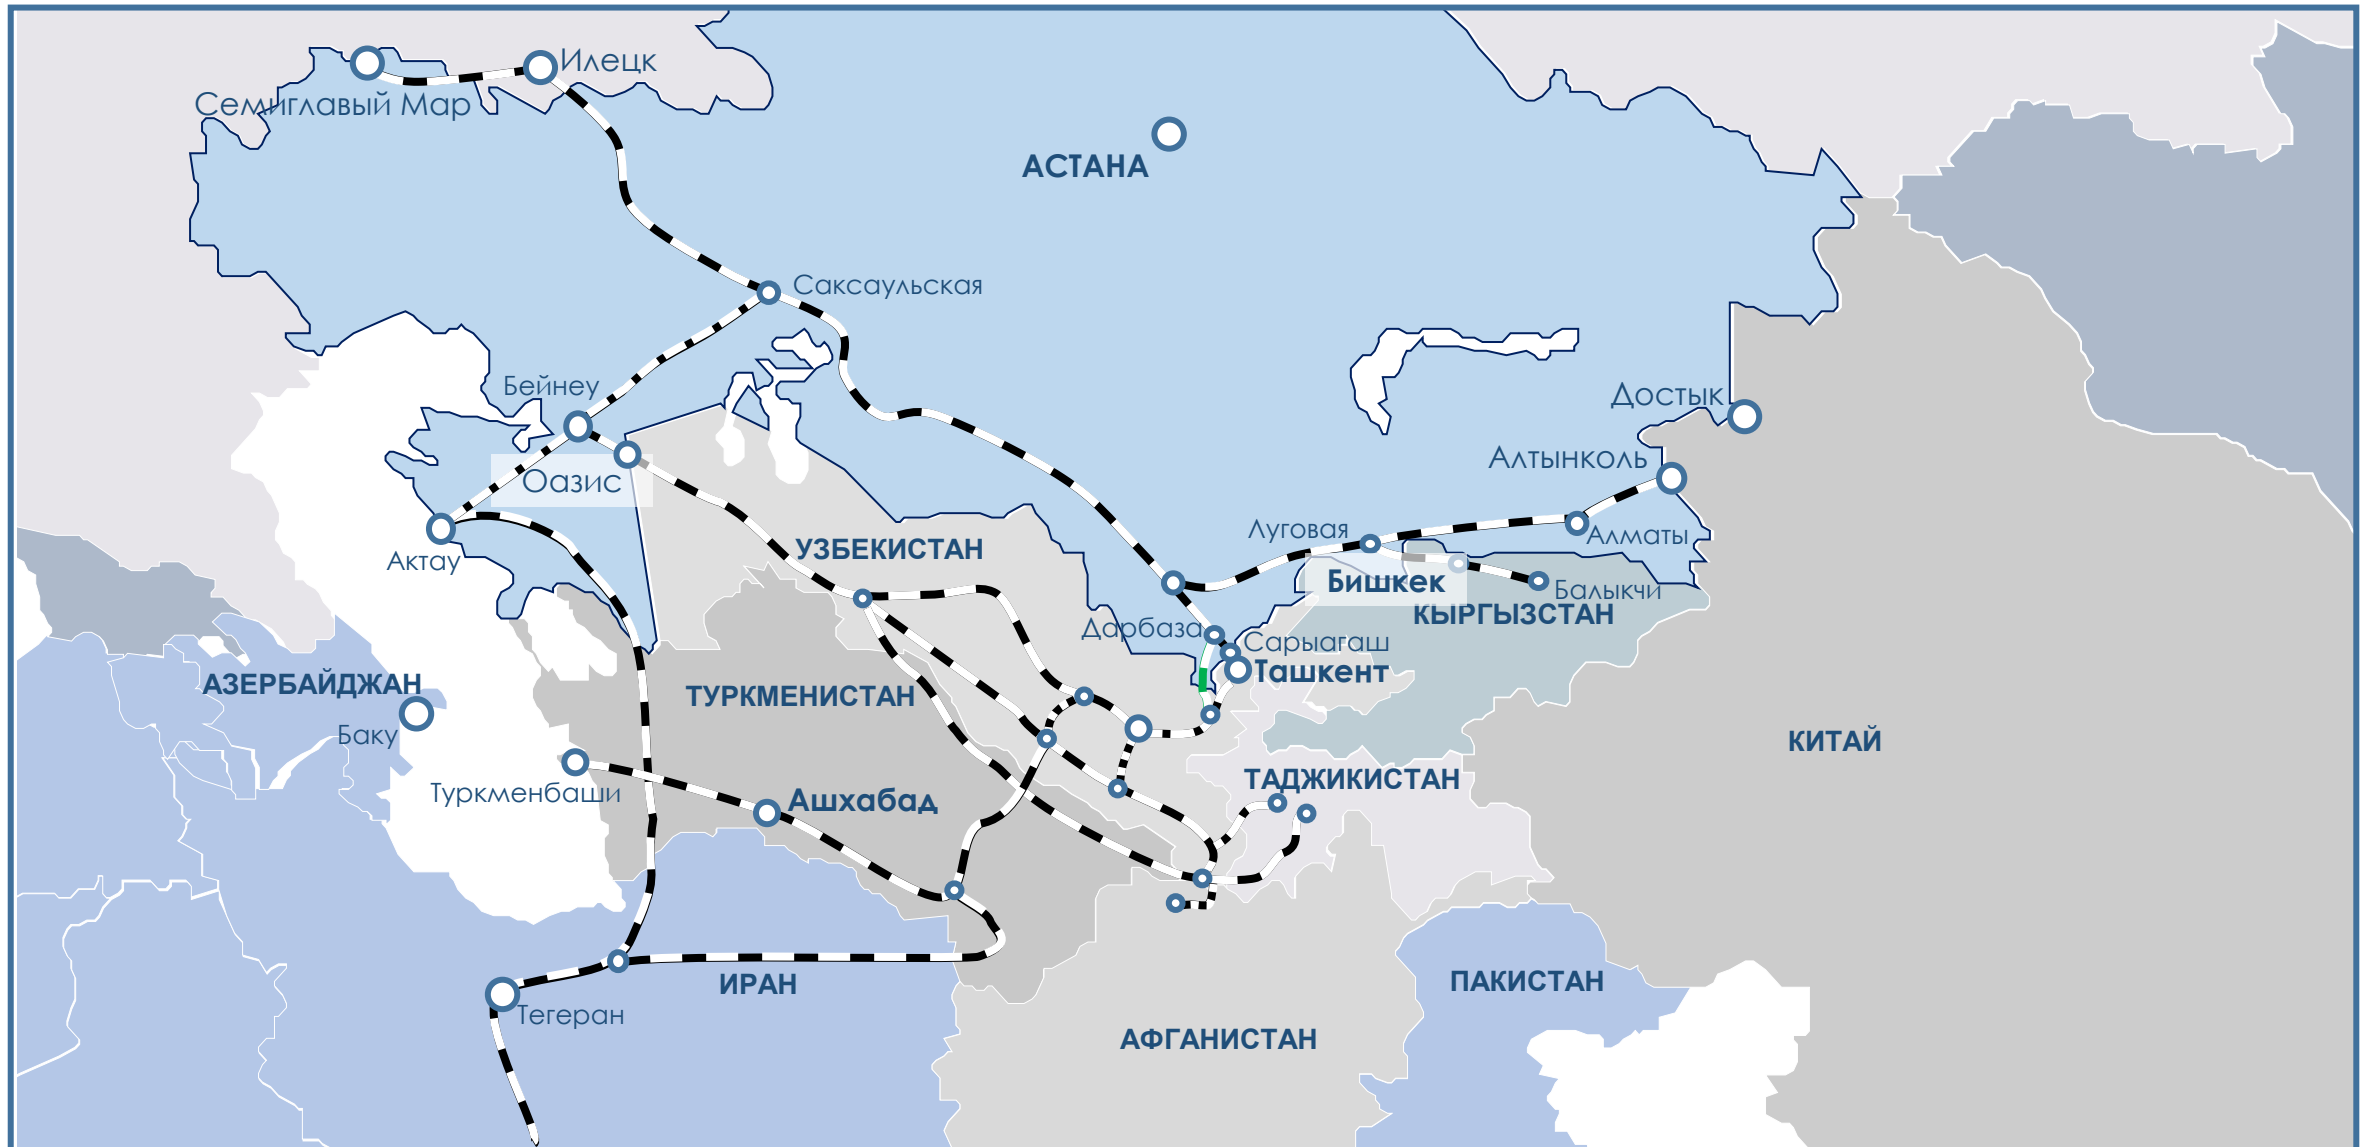 Илецк
Семиглавый Мар
АСТАНА
Саксаульская
Бейнеу
Достык
Алтынколь
Оазис
Луговая
Алматы
УЗБЕКИСТАН
Актау
Бишкек
Балыкчи
КЫРГЫЗСТАН
Дарбаза
Сарыагаш
Ташкент
АЗЕРБАЙДЖАН
ТУРКМЕНИСТАН
Баку
КИТАЙ
ТАДЖИКИСТАН
Туркменбаши
Ашхабад
ИРАН
ПАКИСТАН
Тегеран
АФГАНИСТАН